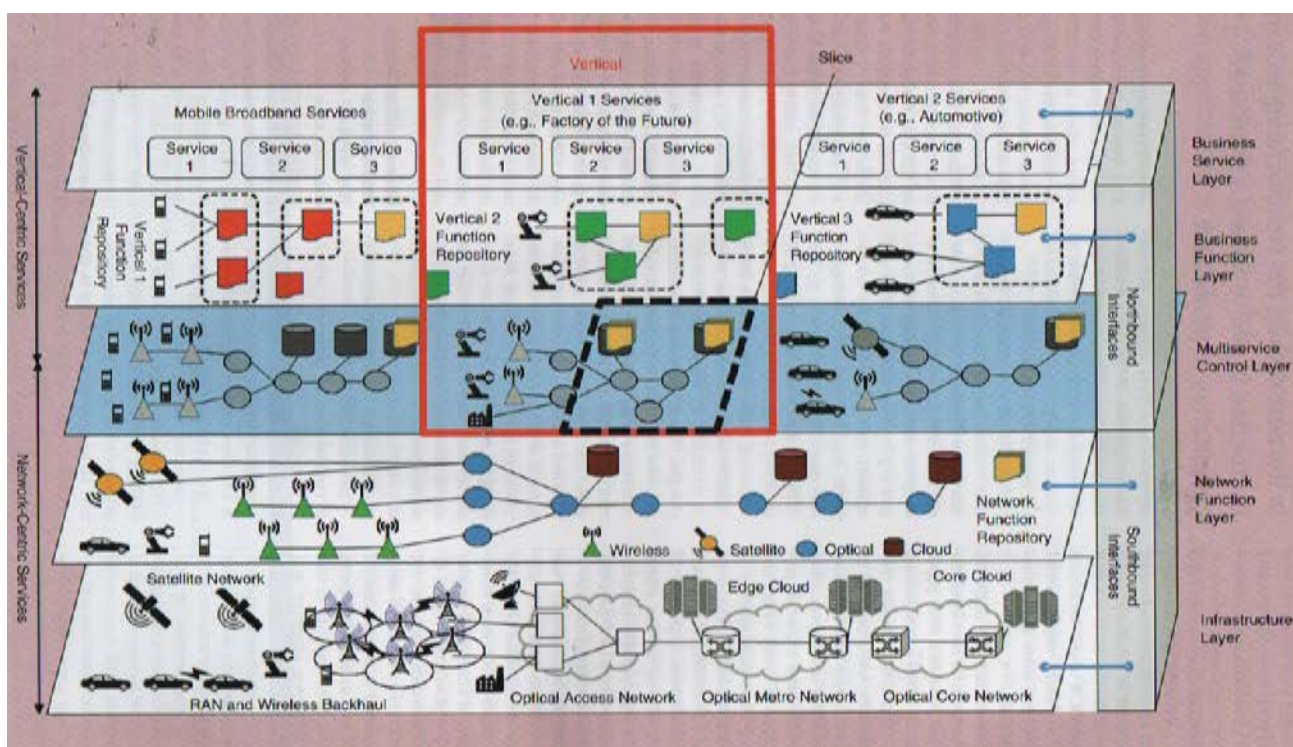 Vertical
Slice
Mobile Broadband Services
Service
1
Service
2
Service
3
Vertical 1 Services
(e.g., Factory of the Future)
Service
1
Service
2
Service
3
Vertical 2 Services
(e.g., Automotive)
Service
1
Service
2
Service
3
Business
Service
Layer
Vertical-Centric Services
Vertical 1
Function
Repository
Vertical 2
Function
Repository
Vertical 3
Function
Repository
Business
Function
Layer
Northbound
Interfaces
Multiservice
Control Layer
Network-Centric Services
Wireless
Satellite
Optical
Cloud
Network
Function
Repository
Network
Function
Layer
Southbound
Interfaces
Satellite Network
Edge Cloud
Core Cloud
Infrastructure
Layer
RAN and Wireless Backhaul
Optical Access Network
Optical Metro Network
Optical Core Network